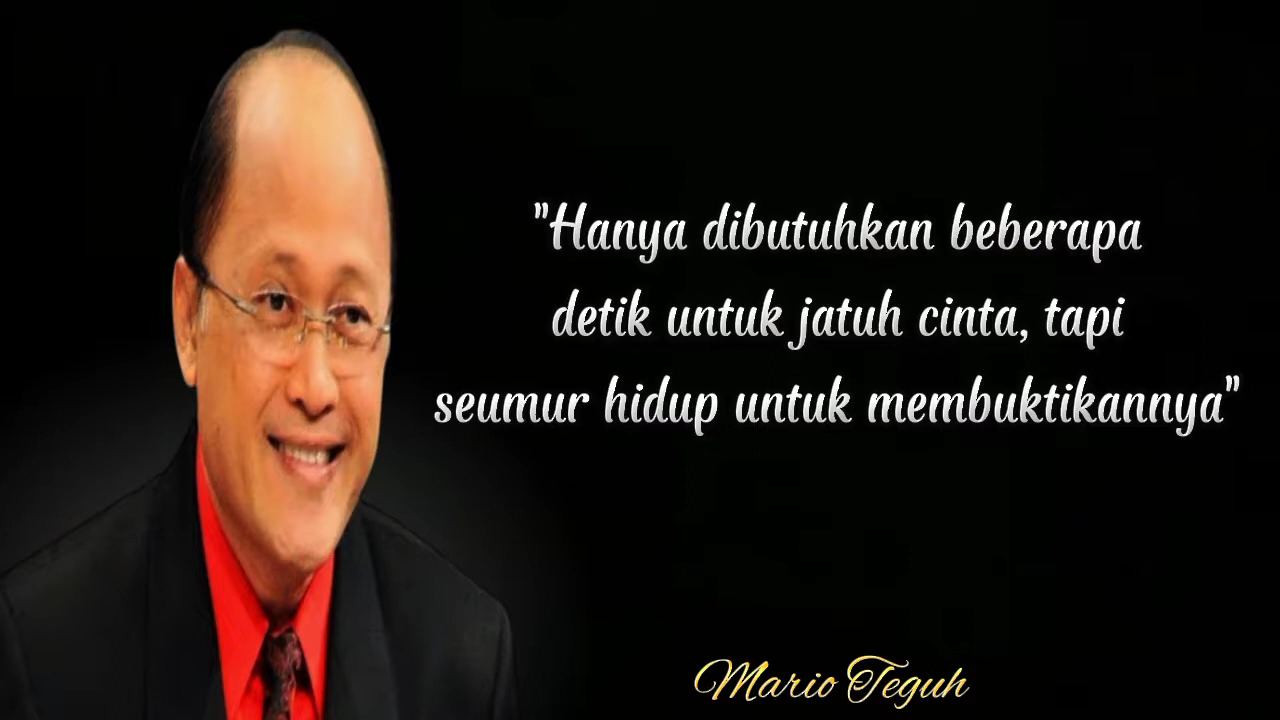 "Hanya dibutuhkan beberapa
detik untuk jatuh cinta, tapi
seumur hidup untuk membuktikannya"
Mario Teguh